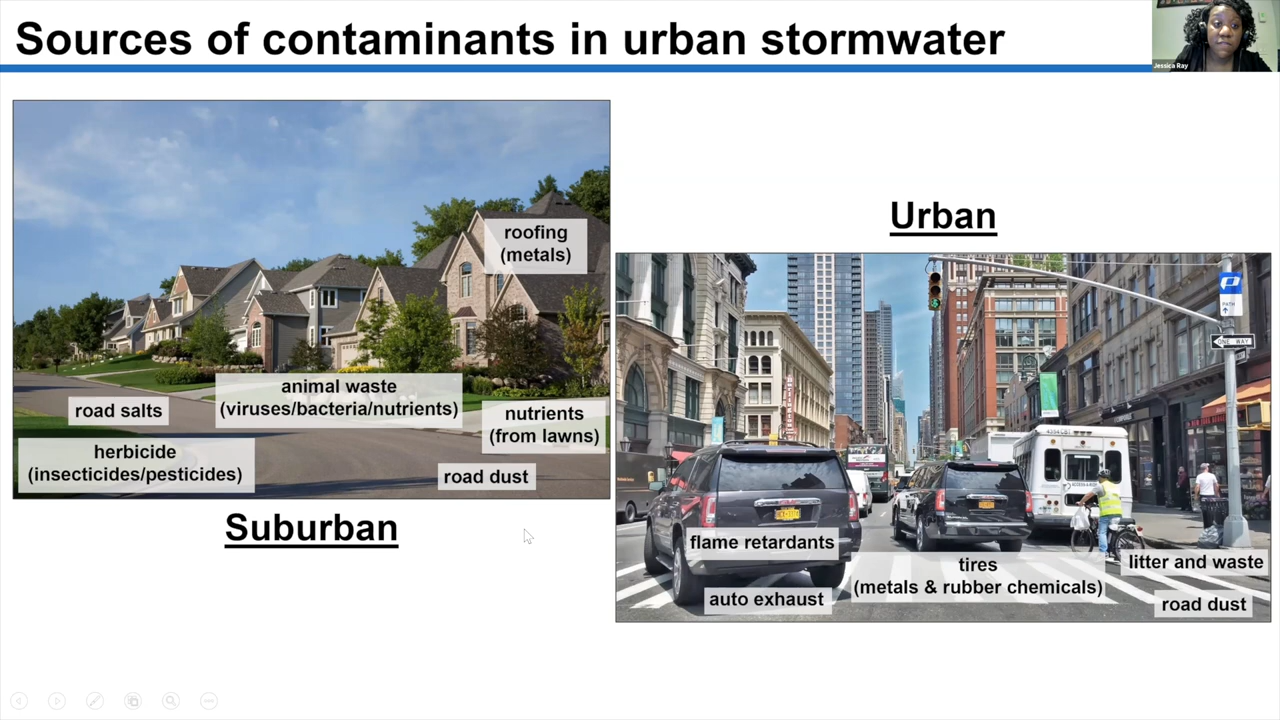 Sources of contaminants in urban stormwater
Jessica Ray
roofing
(metals)
animal waste
(viruses/bacteria/nutrients)
road salts
nutrients
(from lawns)
herbicide
(insecticides/pesticides)
road dust
Suburban
Urban
PATH
ONE WAY
flame retardants
tires
(metals & rubber chemicals)
litter and waste
auto exhaust
road dust